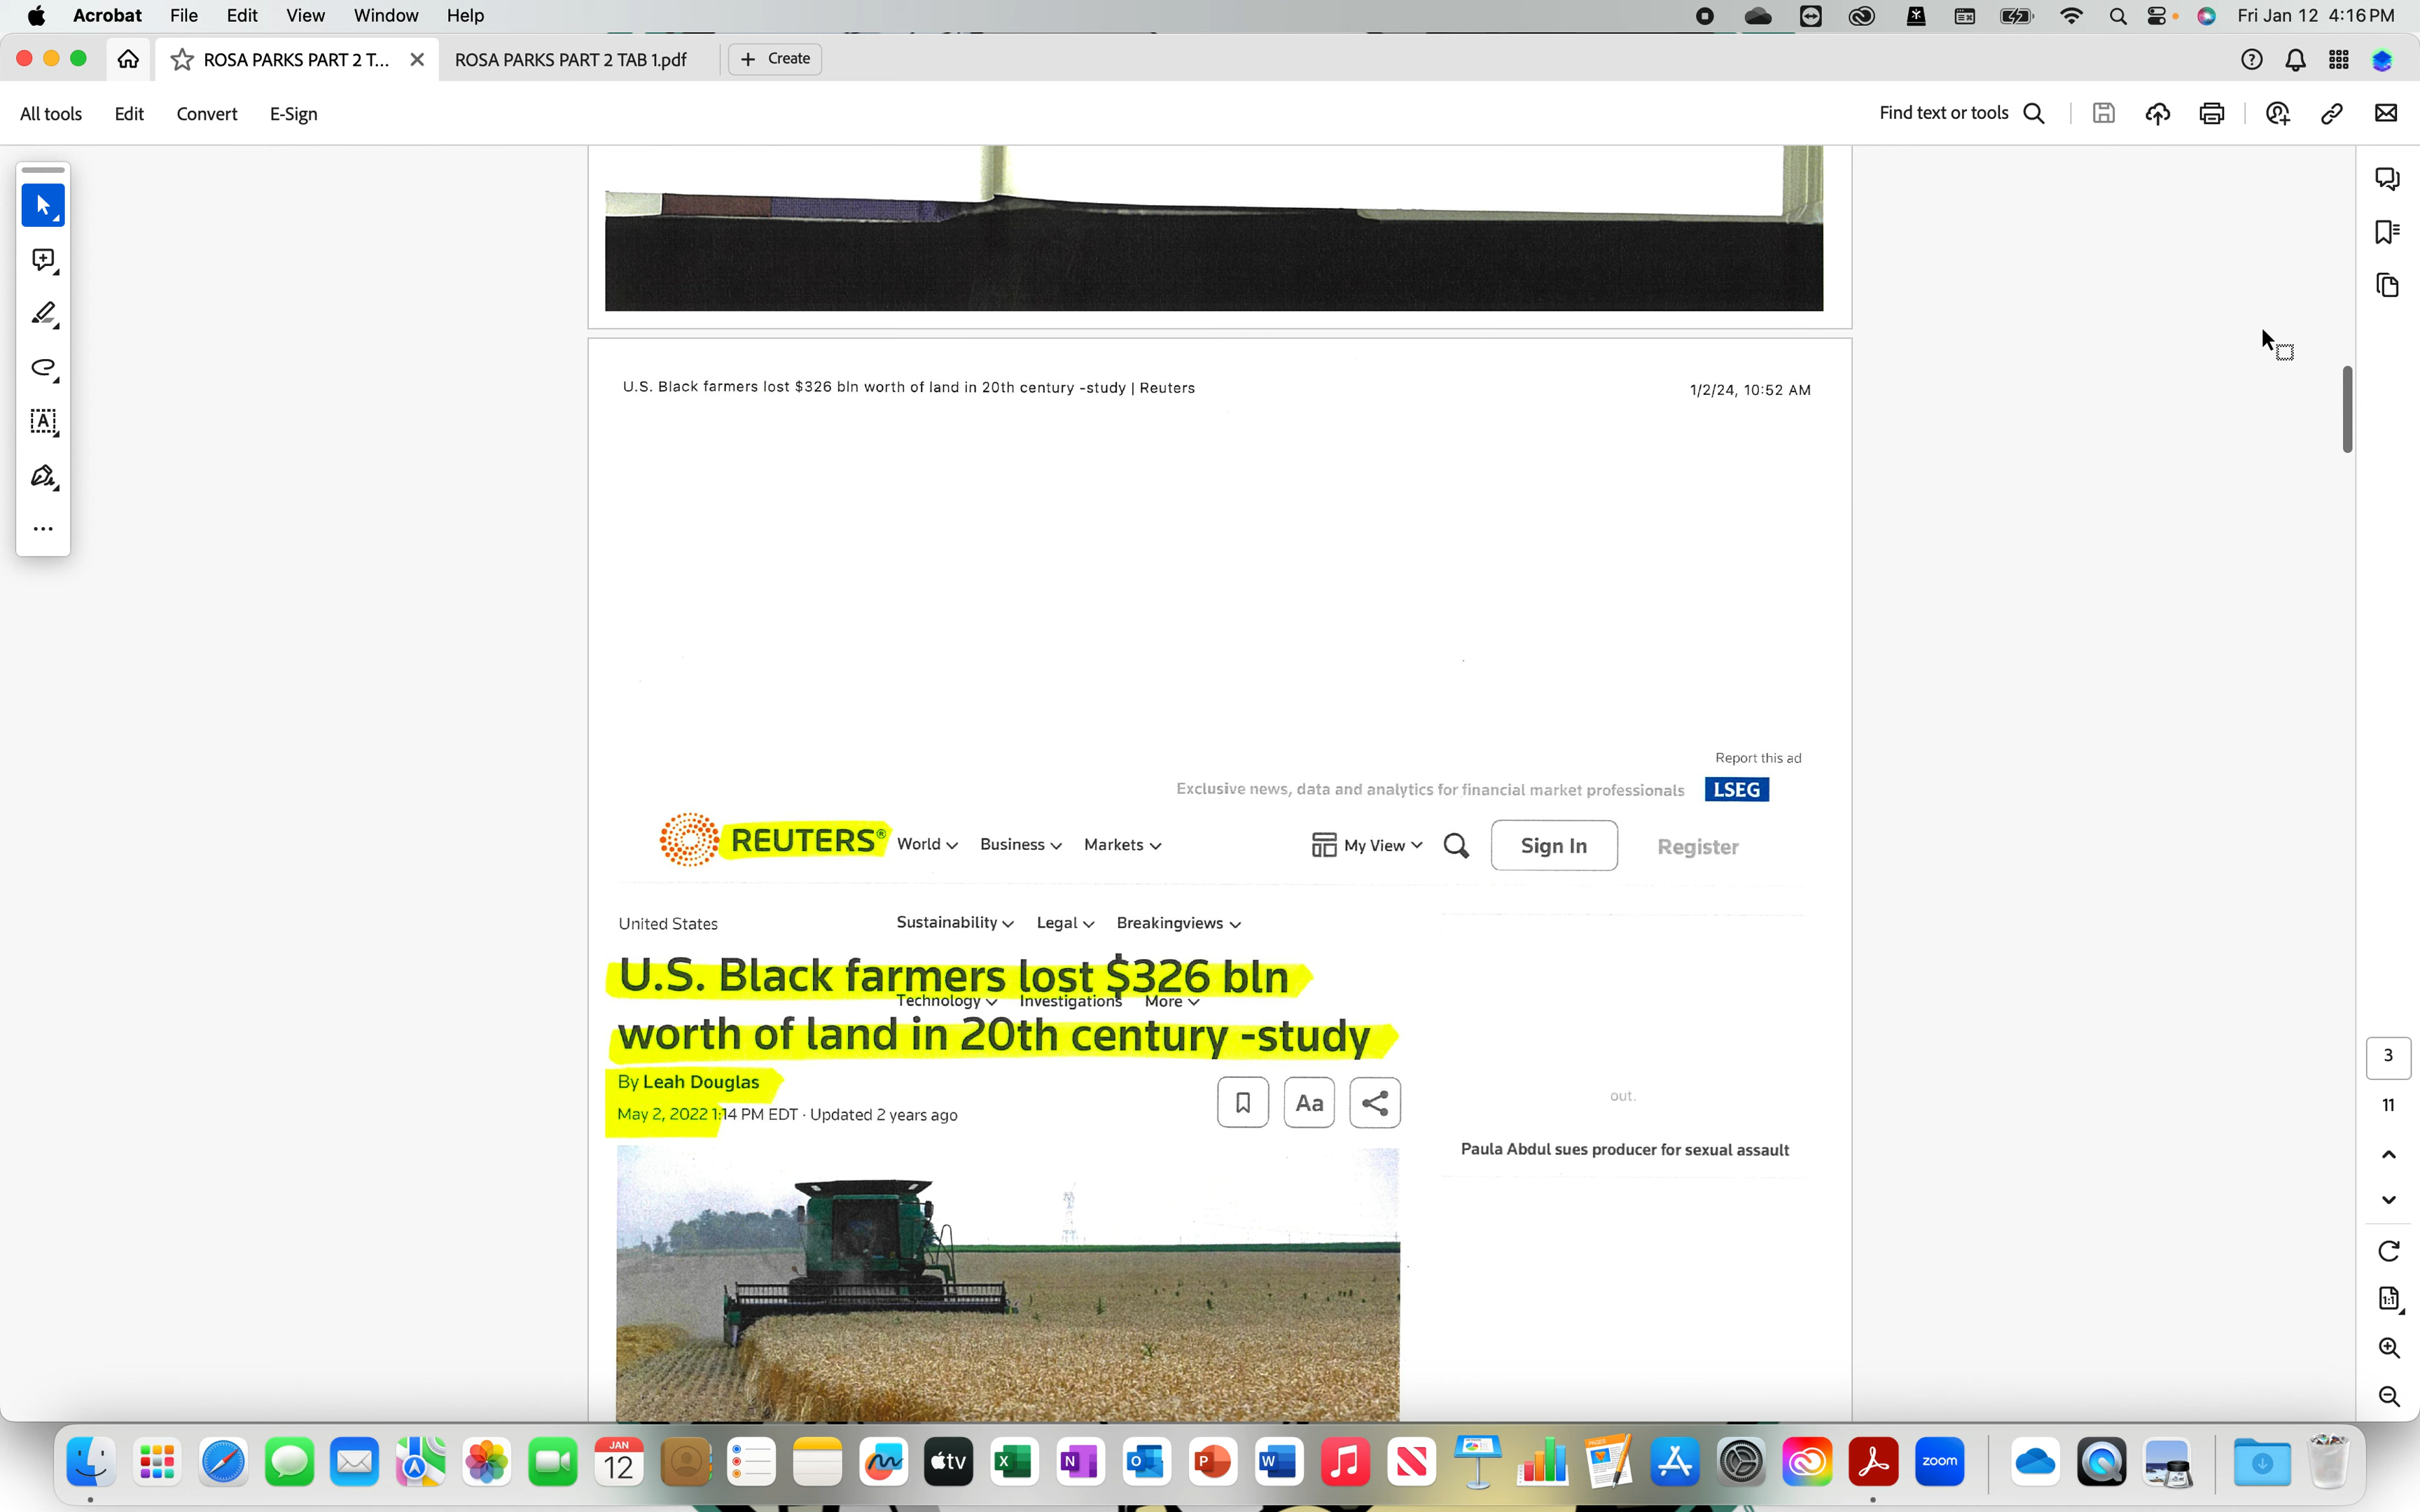 Acrobat File Edit View Window Help Fri Jan 12 4:16 PM
ROSA PARKS PART 2 T... ROSA PARKS PART 2 TAB 1.pdf Create
All tools Edit Convert E-Sign Find text or tools
U.S. Black farmers lost $326 bln worth of land in 20th century -study | Reuters 1/2/24, 10:52 AM
Report this ad
Exclusive news, data and analytics for financial market professionals LSEG
REUTERS® World Business Markets My View Sign In Register
United States Sustainability Legal Breakingviews
U.S. Black farmers lost $326 bln
Technology Investigations More
worth of land in 20th century -study
By Leah Douglas
May 2, 2022 1:14 PM EDT · Updated 2 years ago
Aa
out.
Paula Abdul sues producer for sexual assault
3
11
1:1
JAN
12
tv
X
N
O
P
W
PAGES
zoom